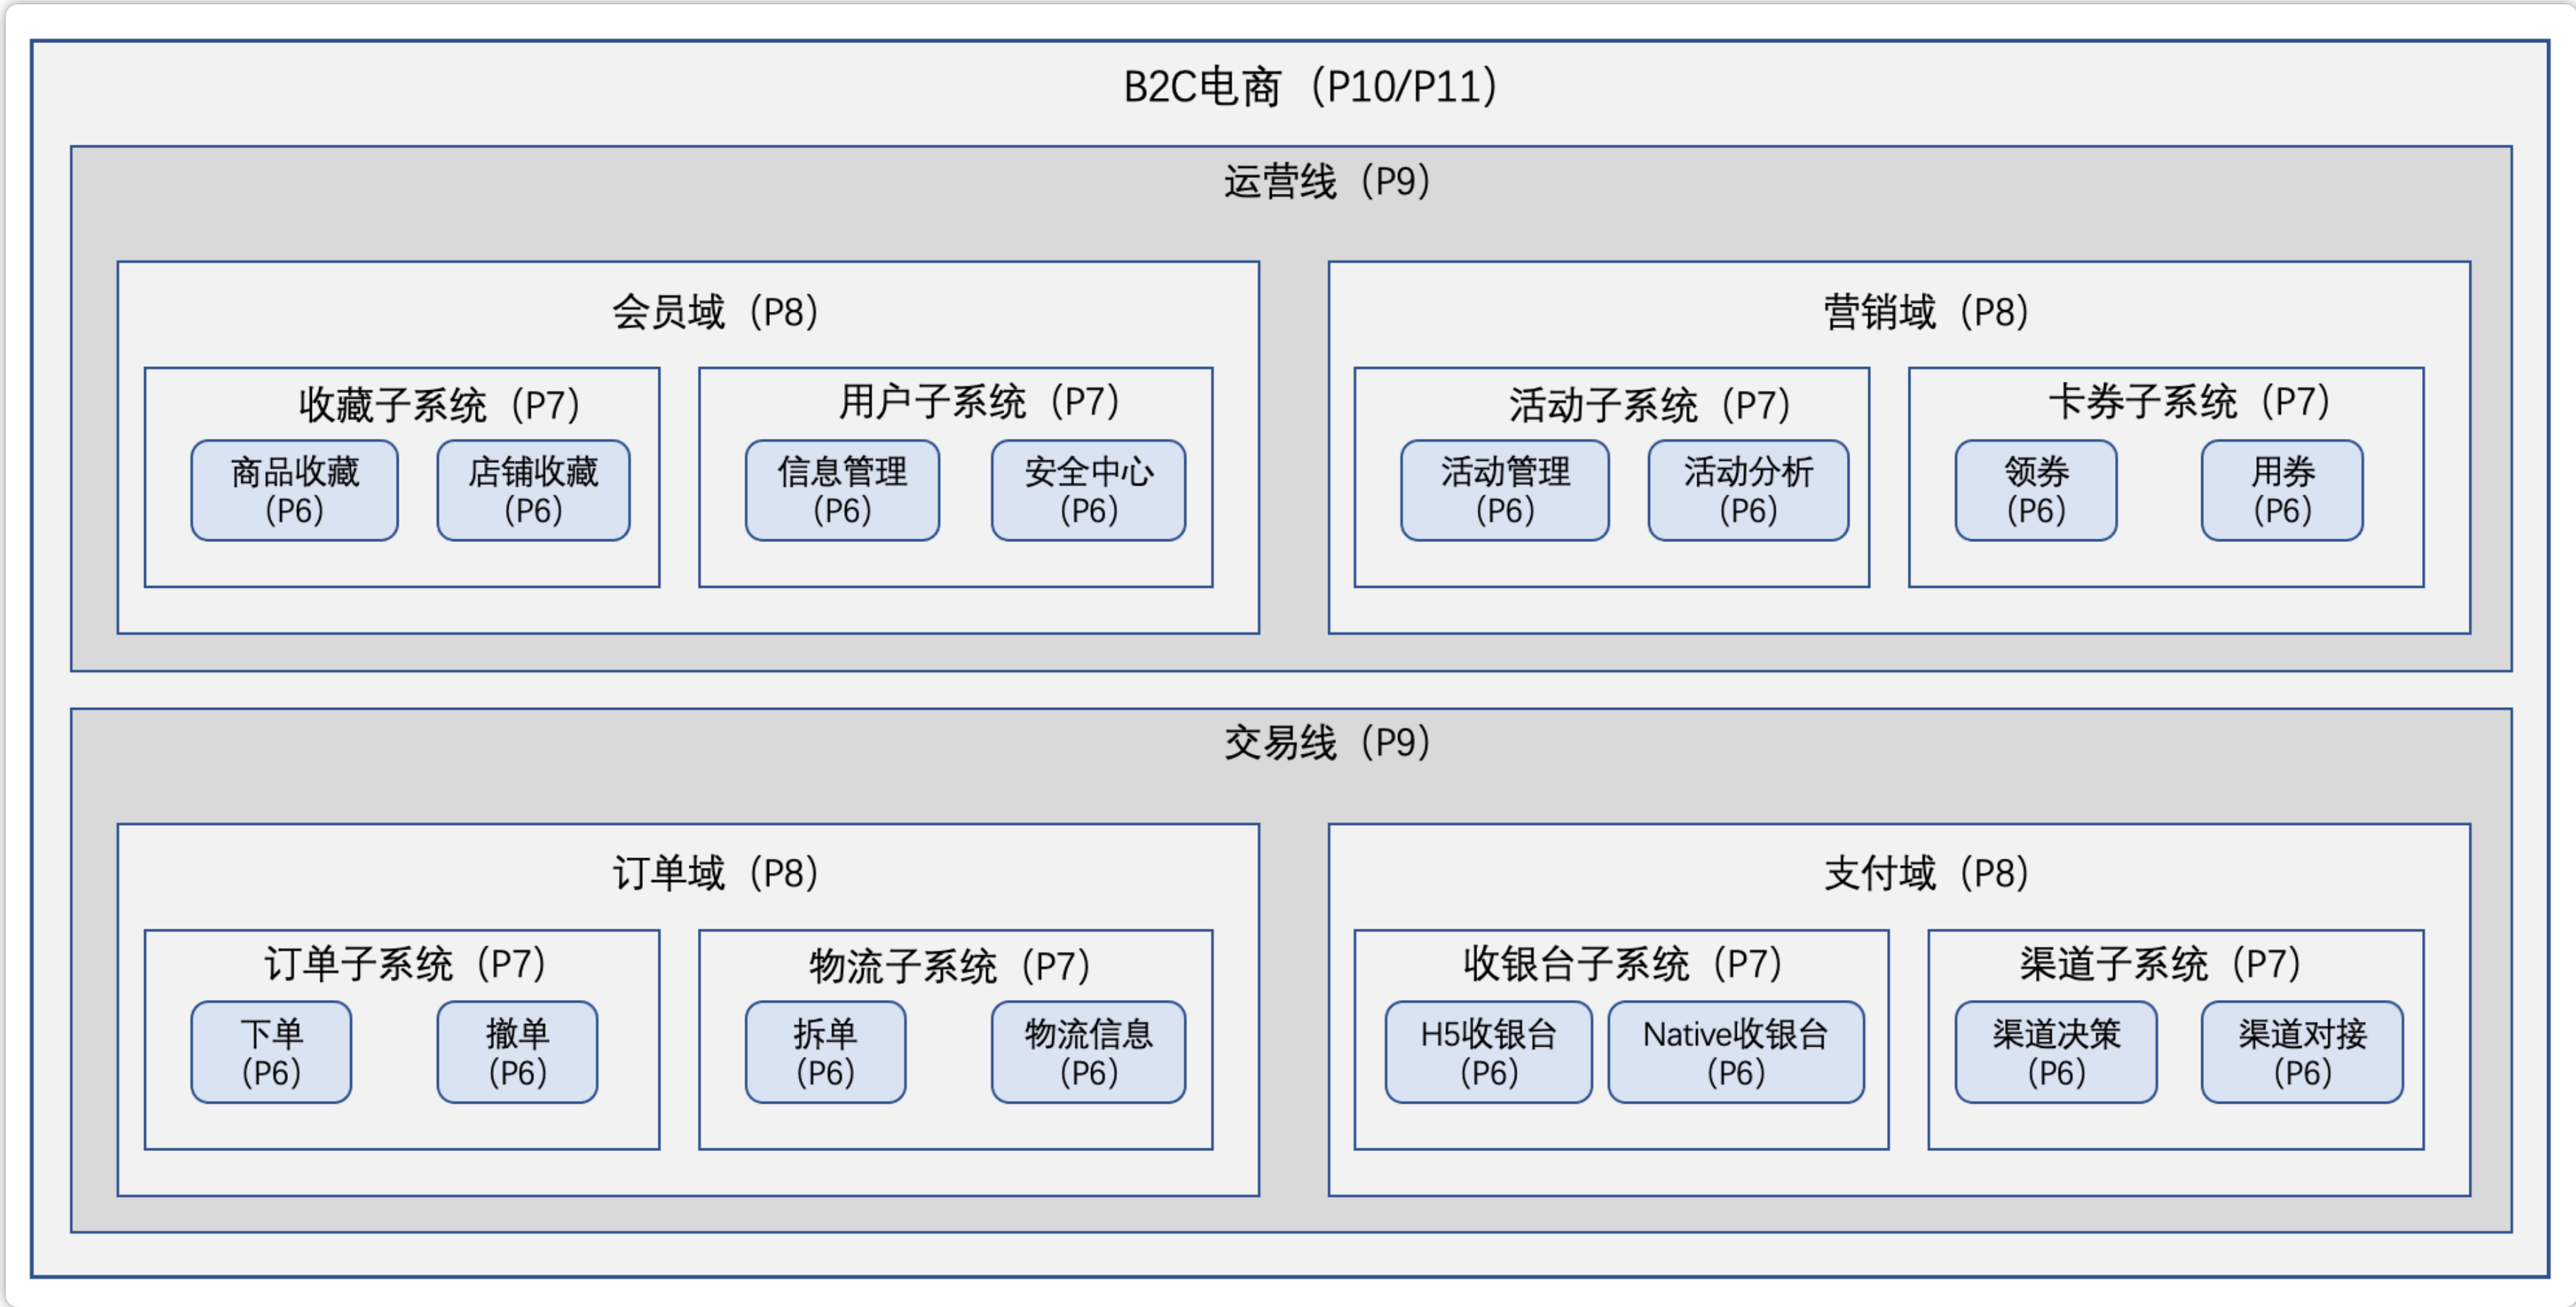 B2C电商（P10/P11）
运营线（P9）
会员域（P8）
营销域（P8）
收藏子系统（P7）
用户子系统（P7）
活动子系统（P7）
卡券子系统（P7）
商品收藏
（P6）
店铺收藏
（P6）
信息管理
（P6）
安全中心
（P6）
活动管理
（P6）
活动分析
（P6）
领券
（P6）
用券
（P6）
交易线（P9）
订单域（P8）
支付域（P8）
订单子系统（P7）
物流子系统（P7）
收银台子系统（P7）
渠道子系统（P7）
下单
（P6）
撤单
（P6）
拆单
（P6）
物流信息
（P6）
H5收银台
（P6）
Native收银台
（P6）
渠道决策
（P6）
渠道对接
（P6）